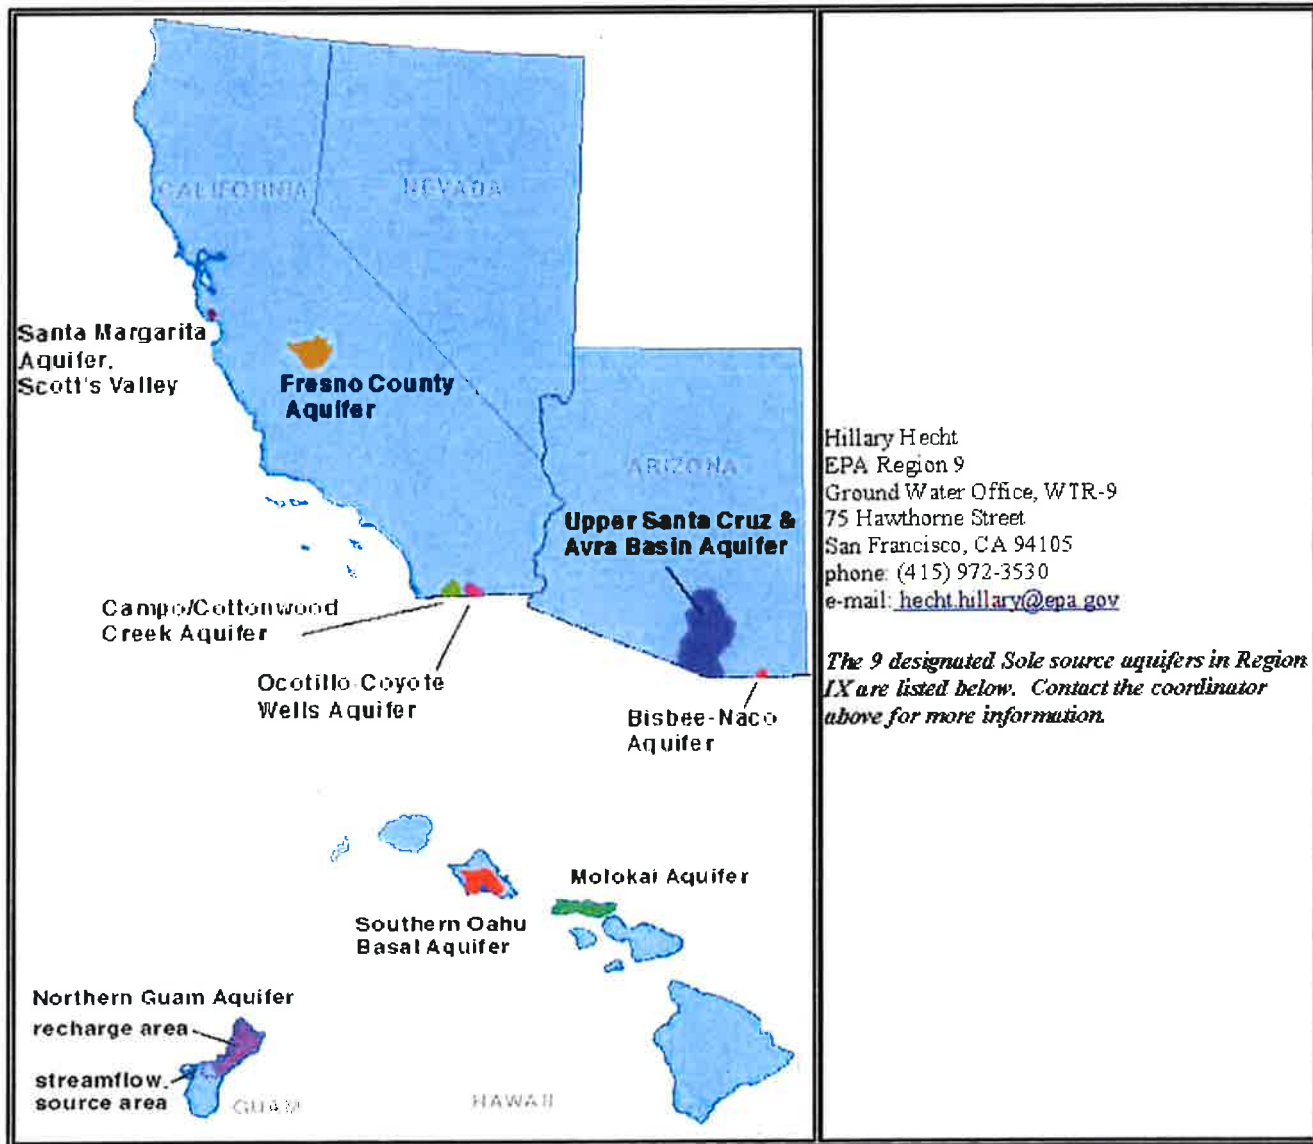 CALIFORNIA
NEVADA
Santa Margarita
Aquifer,
Scott's Valley
Fresno County
Aquifer
ARIZONA
Upper Santa Cruz &
Avra Basin Aquifer
Campo/Cottonwood
Creek Aquifer
Ocotillo-Coyote
Wells Aquifer
Bisbee-Naco
Aquifer
Molokai Aquifer
Southern Oahu
Basal Aquifer
Northern Guam Aquifer
recharge area
streamflow,
source area
GUAM
HAWAII
Hillary Hecht
EPA Region 9
Ground Water Office, WTR-9
75 Hawthorne Street
San Francisco, CA 94105
phone: (415) 972-3530
e-mail: hecht.hillary@epa.gov
The 9 designated Sole source aquifers in Region
IX are listed below. Contact the coordinator
above for more information.